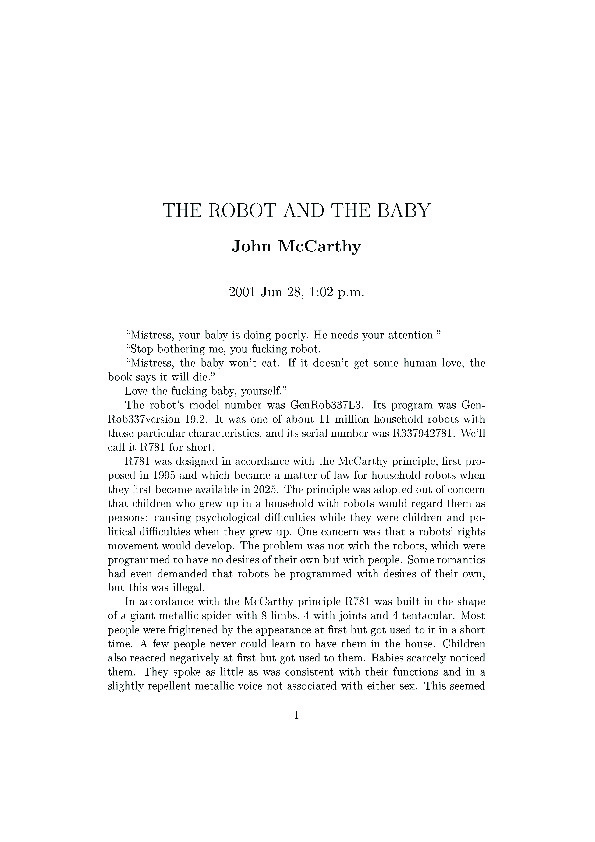 THE ROBOT AND THE BABY
John McCarthy
2001 Jun 28, 1:02 p.m.
“Mistress, your baby is doing poorly. He needs your attention.”
“Stop bothering me, you fucking robot.
“Mistress, the baby won’t eat. If it doesn’t get some human love, the
book says it will die.”
Love the fucking baby, yourself.”
The robot’s model number was GenRob337L3. Its program was Gen-
Rob337version 19.2. It was one of about 11 million household robots with
those particular characteristics, and its serial number was R337942781. We’ll
call it R781 for short.
R781 was designed in accordance with the McCarthy principle, first pro-
posed in 1995 and which became a matter of law for household robots when
they first became available in 2025. The principle was adopted out of concern
that children who grew up in a household with robots would regard them as
persons: causing psychological difficulties while they were children and po-
litical difficulties when they grew up. One concern was that a robots’ rights
movement would develop. The problem was not with the robots, which were
programmed to have no desires of their own but with people. Some romantics
had even demanded that robots be programmed with desires of their own,
but this was illegal.
In accordance with the McCarthy principle R781 was built in the shape
of a giant metallic spider with 8 limbs, 4 with joints and 4 tentacular. Most
people were frightened by the appearance at first but got used to it in a short
time. A few people never could learn to have them in the house. Children
also reacted negatively at first but got used to them. Babies scarcely noticed
them. They spoke as little as was consistent with their functions and in a
slightly repellent metallic voice not associated with either sex. This seemed
1